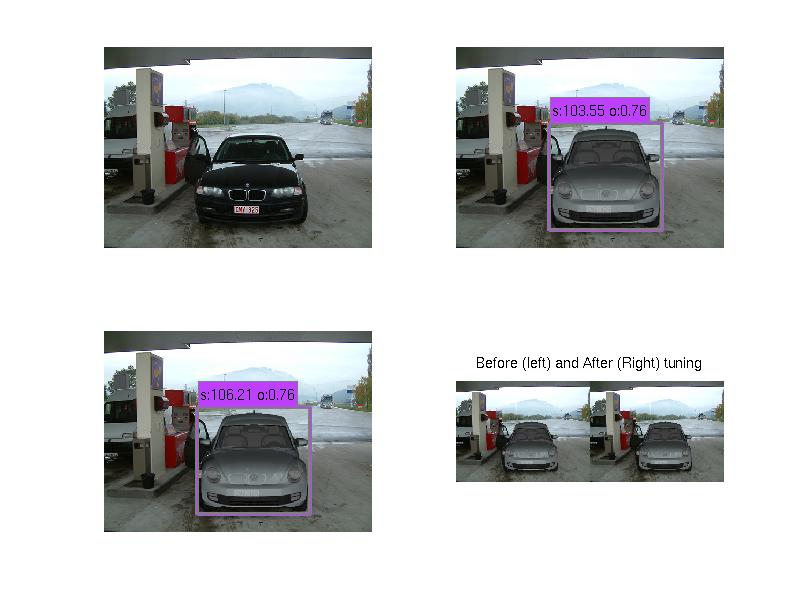 s:103.55 o:0.76
s:106.21 o:0.76
Before (left) and After (Right) tuning